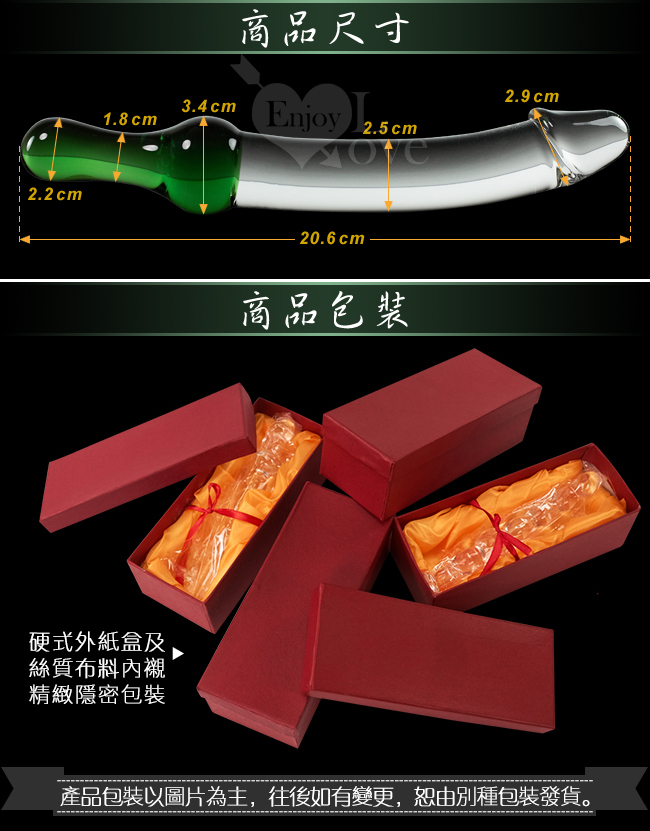 商品尺寸
2.9cm
3.4cm
1.8cm
Enjoy I
2.5cm
Love
2.2cm
20.6cm
商品包裝
硬式外紙盒及
絲質布料內襯
精緻隱密包裝
產品包裝以圖片為主，往後如有變更，恕由別種包裝發貨。